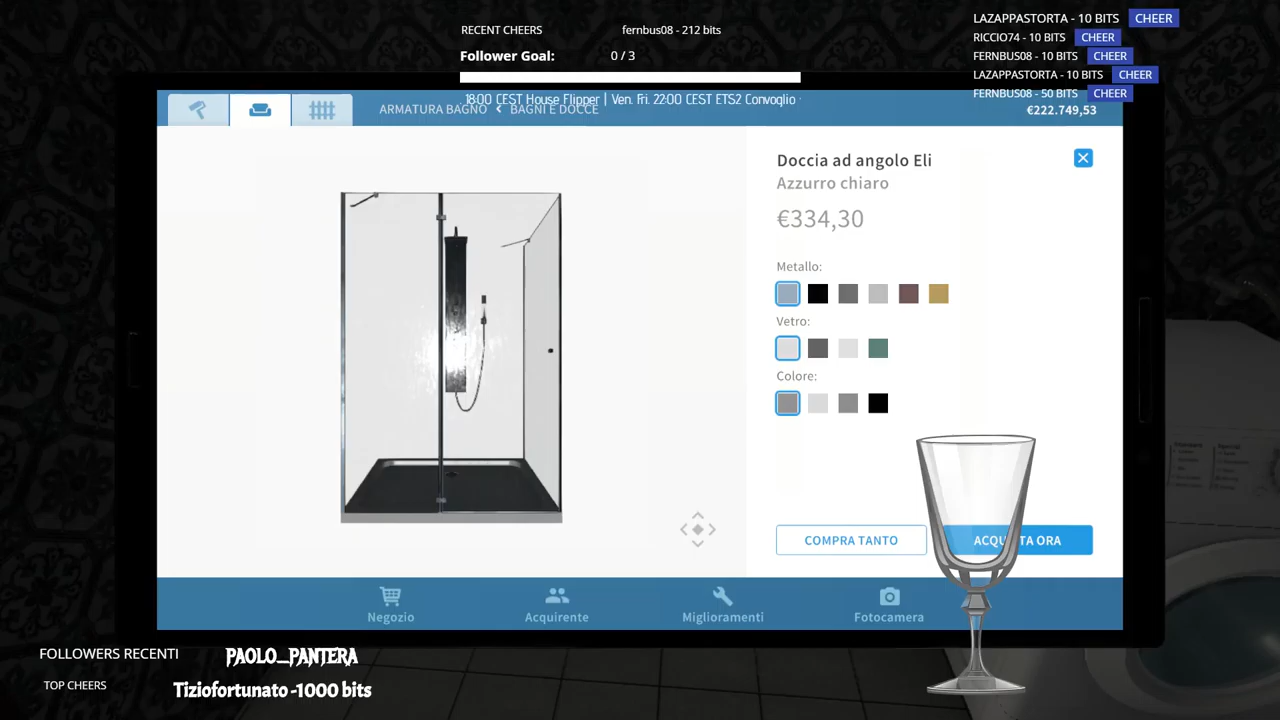 RECENT CHEERS fernbus08 - 212 bits
Follower Goal: 0 / 3
LAZAPPASTORTA - 10 BITS CHEER
RICCIO74 - 10 BITS CHEER
FERNBUS08 - 10 BITS CHEER
LAZAPPASTORTA - 10 BITS CHEER
FERNBUS08 - 50 BITS CHEER
18:00 CEST House Flipper | Ven. Fri. 22:00 CEST ETS2 Convoglio
ARMATURA BAGNO < BAGNI E DOCCE
€222.749,53
Doccia ad angolo Eli
Azzurro chiaro
€334,30
Metallo:
Vetro:
Colore:
COMPRA TANTO ACQUISTA ORA
Negozio Acquirente Miglioramenti Fotocamera
FOLLOWERS RECENTI PAOLO_PANTERA
TOP CHEERS Tiziofortunato -1000 bits